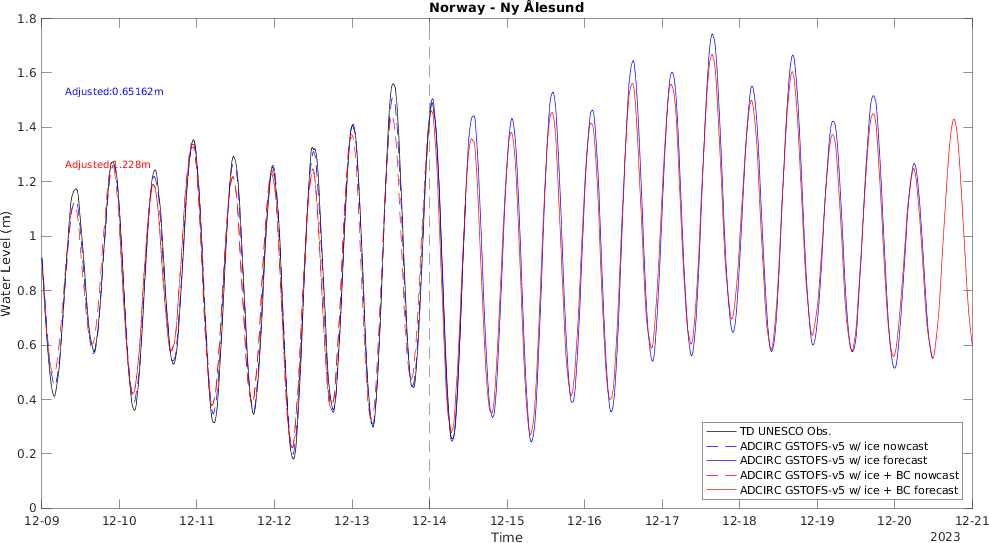 Norway - Ny Ålesund
1.8
1.6
1.4
1.2
1
0.8
0.6
0.4
0.2
0
Water Level (m)
Adjusted:0.65162m
Adjusted:1.228m
TD UNESCO Obs.
ADCIRC GSTOFS-v5 w/ ice nowcast
ADCIRC GSTOFS-v5 w/ ice forecast
ADCIRC GSTOFS-v5 w/ ice + BC nowcast
ADCIRC GSTOFS-v5 w/ ice + BC forecast
12-09 12-10 12-11 12-12 12-13 12-14 12-15 12-16 12-17 12-18 12-19 12-20 12-21
Time
2023